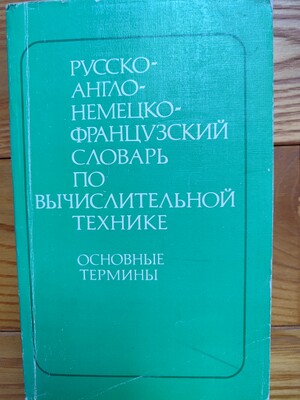 РУССКО-
АНГЛО-
НЕМЕЦКО-
ФРАНЦУЗСКИЙ
СЛОВАРЬ
ПО
ВЫЧИСЛИТЕЛЬНОЙ
ТЕХНИКЕ
ОСНОВНЫЕ
ТЕРМИНЫ